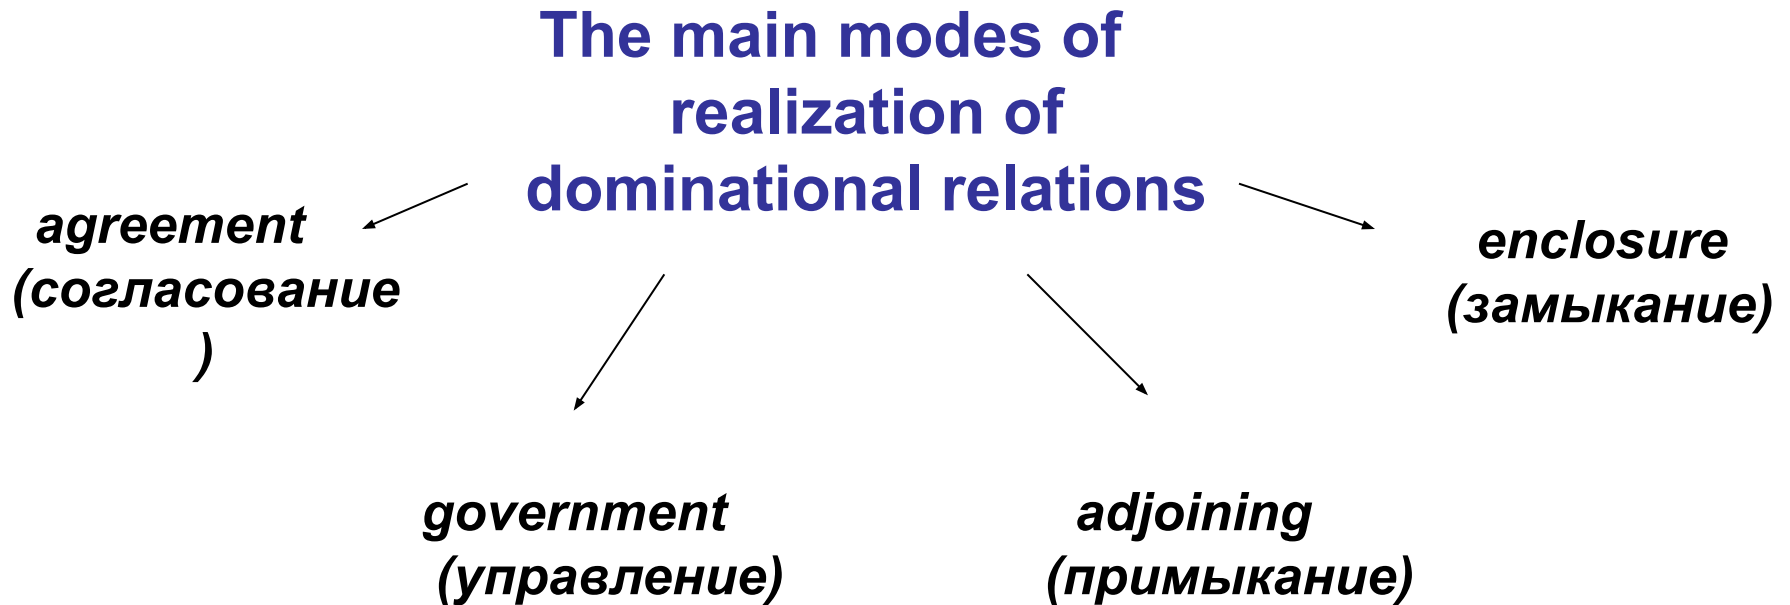 The main modes of
realization of
dominational relations
agreement
(согласование
)
enclosure
(замыкание)
government
(управление)
adjoining
(примыкание)